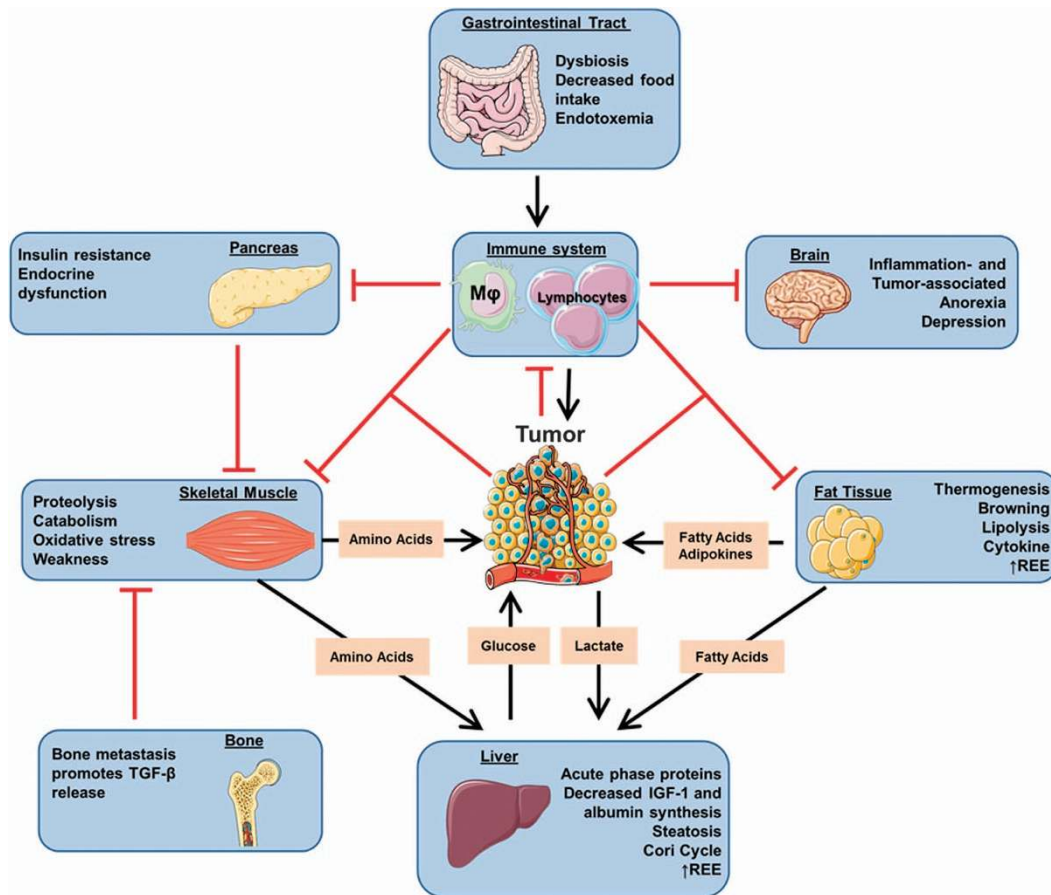 Gastrointestinal Tract
Dysbiosis
Decreased food
intake
Endotoxemia
Insulin resistance
Endocrine
dysfunction
Pancreas
Immune system
Mφ
Lymphocytes
Brain
Inflammation- and
Tumor-associated
Anorexia
Depression
Tumor
Proteolysis
Catabolism
Oxidative stress
Weakness
Skeletal Muscle
Amino Acids
Fatty Acids
Adipokines
Fat Tissue
Thermogenesis
Browning
Lipolysis
Cytokine
↑REE
Amino Acids
Glucose
Lactate
Fatty Acids
Bone metastasis
promotes TGF-β
release
Bone
Liver
Acute phase proteins
Decreased IGF-1 and
albumin synthesis
Steatosis
Cori Cycle
↑REE